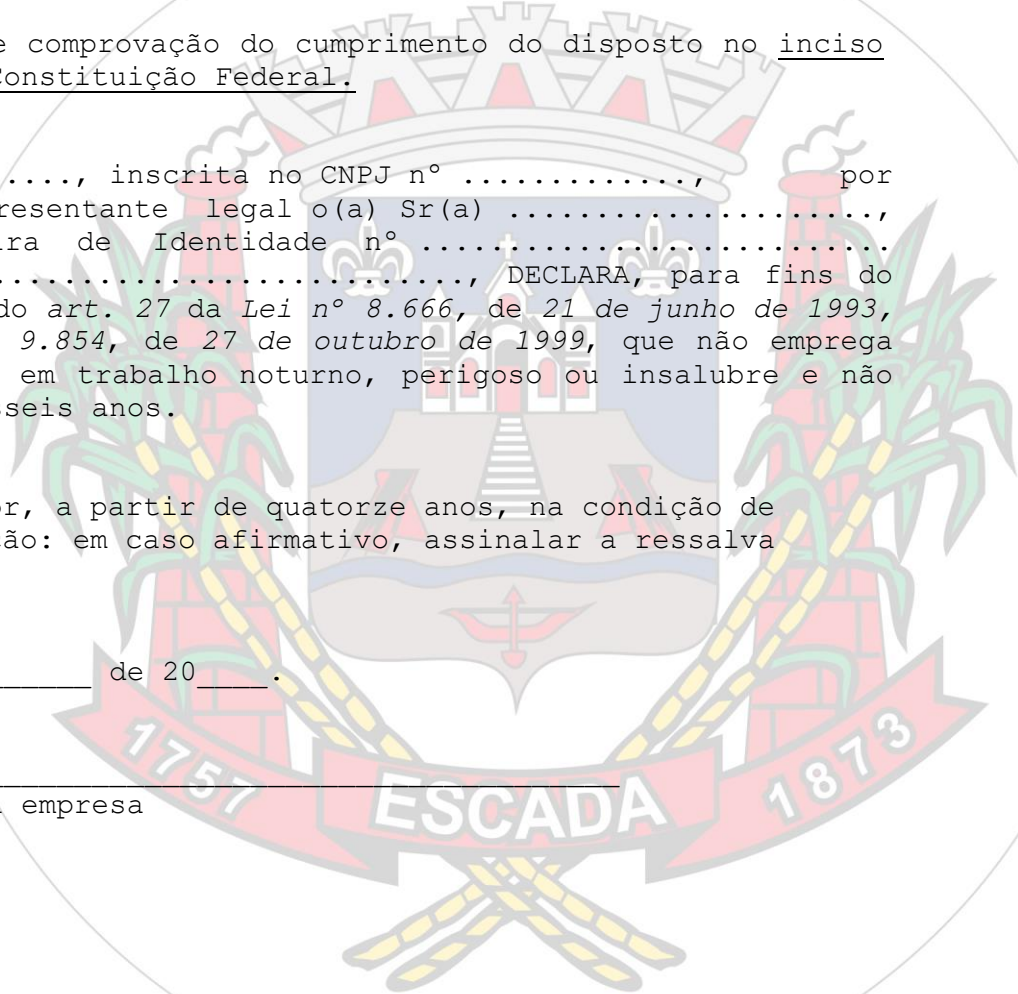 e comprovação do cumprimento do disposto no inciso
Constituição Federal.
...., inscrita no CNPJ nº ............., por
resentante legal o(a) Sr(a) .....................,
ira de Identidade nº ...........................
.........................., DECLARA, para fins do
do art. 27 da Lei nº 8.666, de 21 de junho de 1993,
9.854, de 27 de outubro de 1999, que não emprega
em trabalho noturno, perigoso ou insalubre e não
sseis anos.
or, a partir de quatorze anos, na condição de
ção: em caso afirmativo, assinalar a ressalva
______ de 20____.
___________________________________
empresa
1757 ESCADA 1873